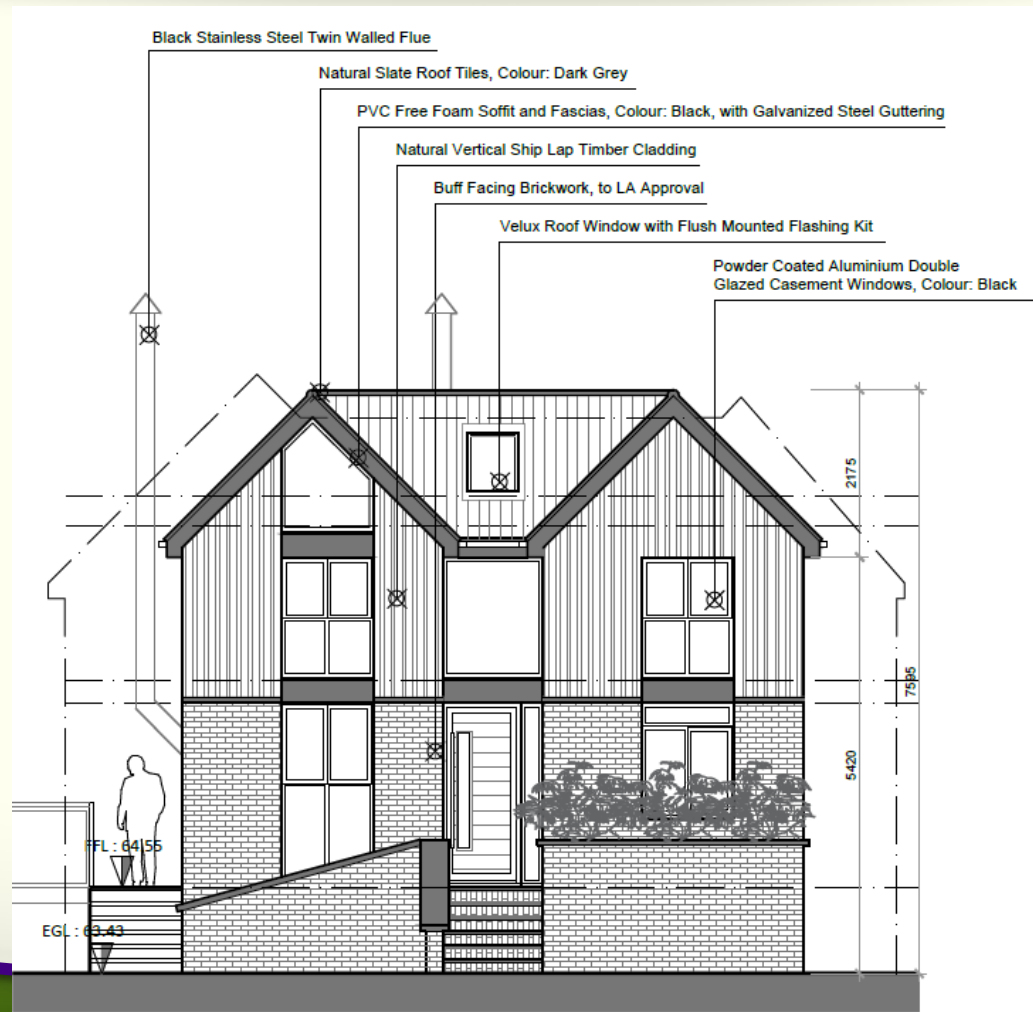 Black Stainless Steel Twin Walled Flue
Natural Slate Roof Tiles, Colour: Dark Grey
PVC Free Foam Soffit and Fascias, Colour: Black, with Galvanized Steel Guttering
Natural Vertical Ship Lap Timber Cladding
Buff Facing Brickwork, to LA Approval
Velux Roof Window with Flush Mounted Flashing Kit
Powder Coated Aluminium Double
Glazed Casement Windows, Colour: Black
2175
7595
5420
FFL : 64.55
EGL : 63.43